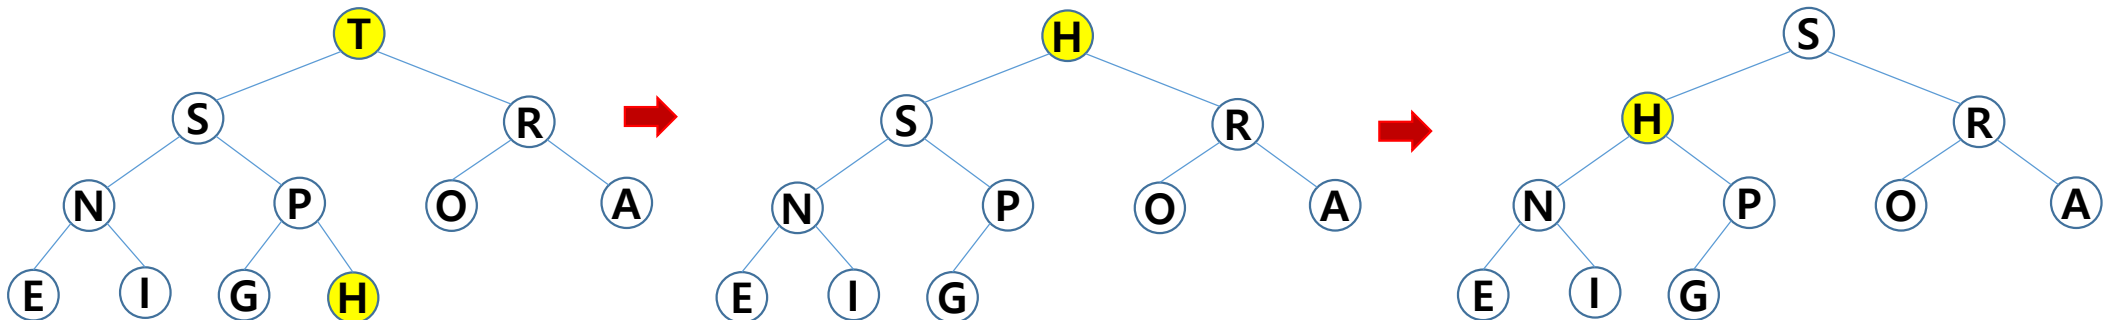 T
S R
N P O A
E I G H
H
S R
N P O A
E I G
S
H R
N P O A
E I G